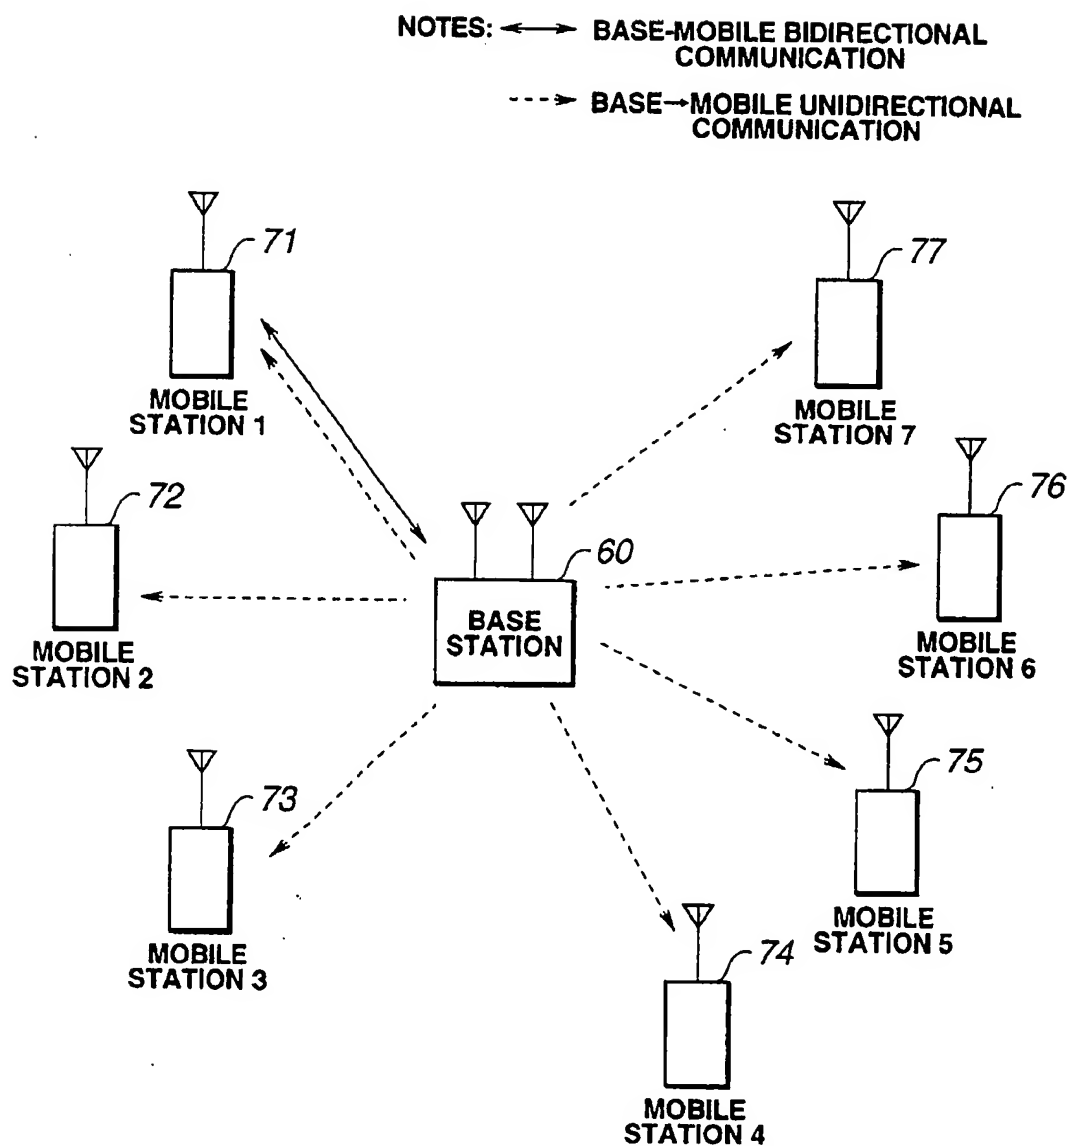 NOTES: BASE-MOBILE BIDIRECTIONAL
COMMUNICATION
BASE→MOBILE UNIDIRECTIONAL
COMMUNICATION
71
MOBILE
STATION 1
77
MOBILE
STATION 7
72
MOBILE
STATION 2
60
BASE
STATION
76
MOBILE
STATION 6
73
MOBILE
STATION 3
75
MOBILE
STATION 5
74
MOBILE
STATION 4